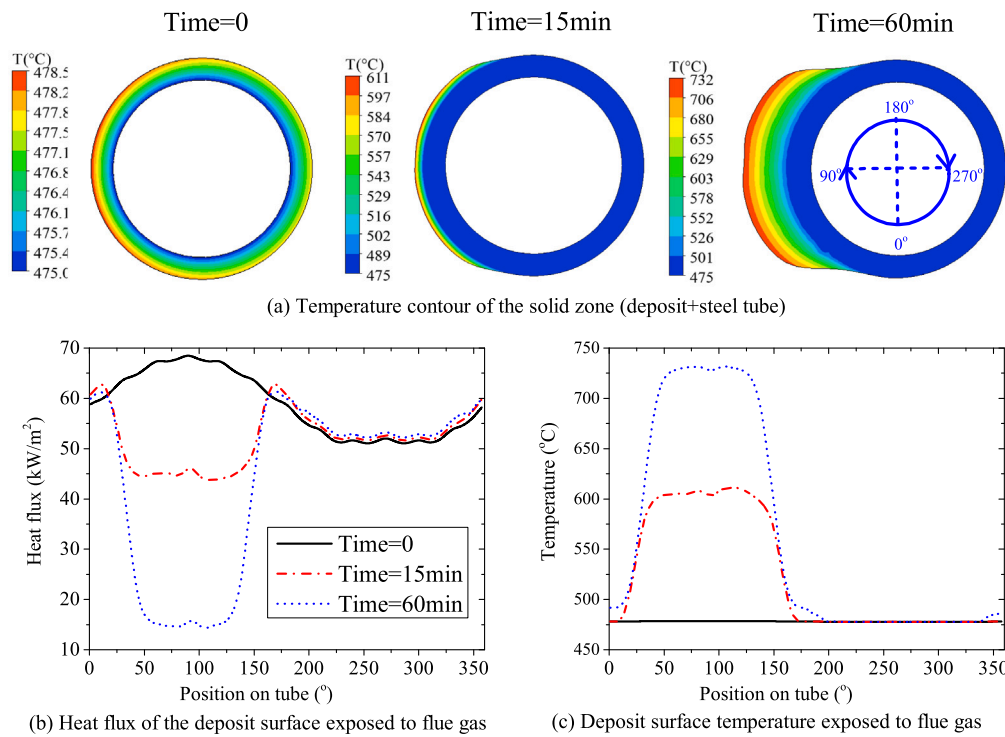 Time=0 Time=15min Time=60min
T(°C) T(°C) T(°C)
478.5 611 732
478.2 597 706
477.8 584 680
477.5 570 655
477.1 557 629
476.8 543 603
476.4 529 578
476.1 516 552
475.7 502 526
475.4 489 501
475.0 475 475
180°
90° 270°
0°
(a) Temperature contour of the solid zone (deposit+steel tube)
70
60
50
40
30
20
10
Heat flux (kW/m²)
Time=0
Time=15min
Time=60min
0 50 100 150 200 250 300 350
Position on tube (°)
(b) Heat flux of the deposit surface exposed to flue gas
750
700
650
600
550
500
450
Temperature (°C)
0 50 100 150 200 250 300 350
Position on tube (°)
(c) Deposit surface temperature exposed to flue gas